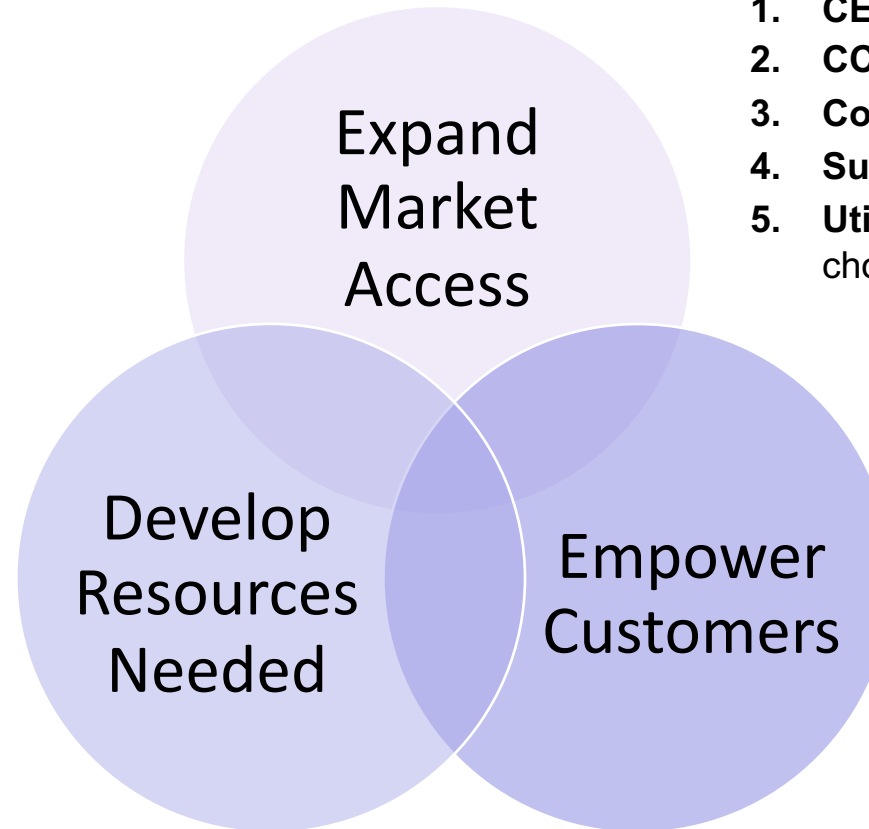 Expand
Market
Access
Develop
Resources
Needed
Empower
Customers
1.
2.
3.
4.
5.